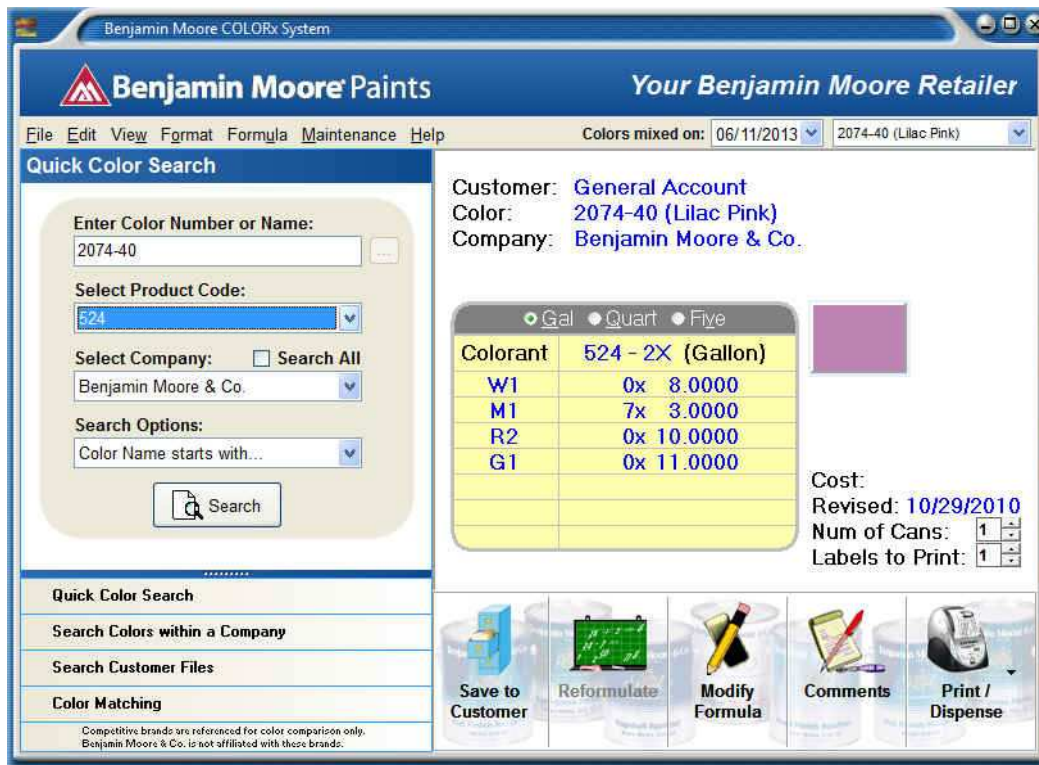 Benjamin Moore COLORx System
Benjamin Moore® Paints
Your Benjamin Moore Retailer
File Edit View Format Formula Maintenance Help
Colors mixed on: 06/11/2013 2074-40 (Lilac Pink)
Quick Color Search
Enter Color Number or Name:
2074-40
...
Select Product Code:
524
Select Company: Search All
Benjamin Moore & Co.
Search Options:
Color Name starts with...
Search
Quick Color Search
Search Colors within a Company
Search Customer Files
Color Matching
Competitive brands are referenced for color comparison only.
Benjamin Moore & Co. is not affiliated with these brands.
Customer: General Account
Color: 2074-40 (Lilac Pink)
Company: Benjamin Moore & Co.
Gal Quart Five
Colorant 524 - 2X (Gallon)
W1 0x 8.0000
M1 7x 3.0000
R2 0x 10.0000
G1 0x 11.0000
Cost:
Revised: 10/29/2010
Num of Cans: 1
Labels to Print: 1
Save to
Customer
Reformulate
Modify
Formula
Comments
Print /
Dispense